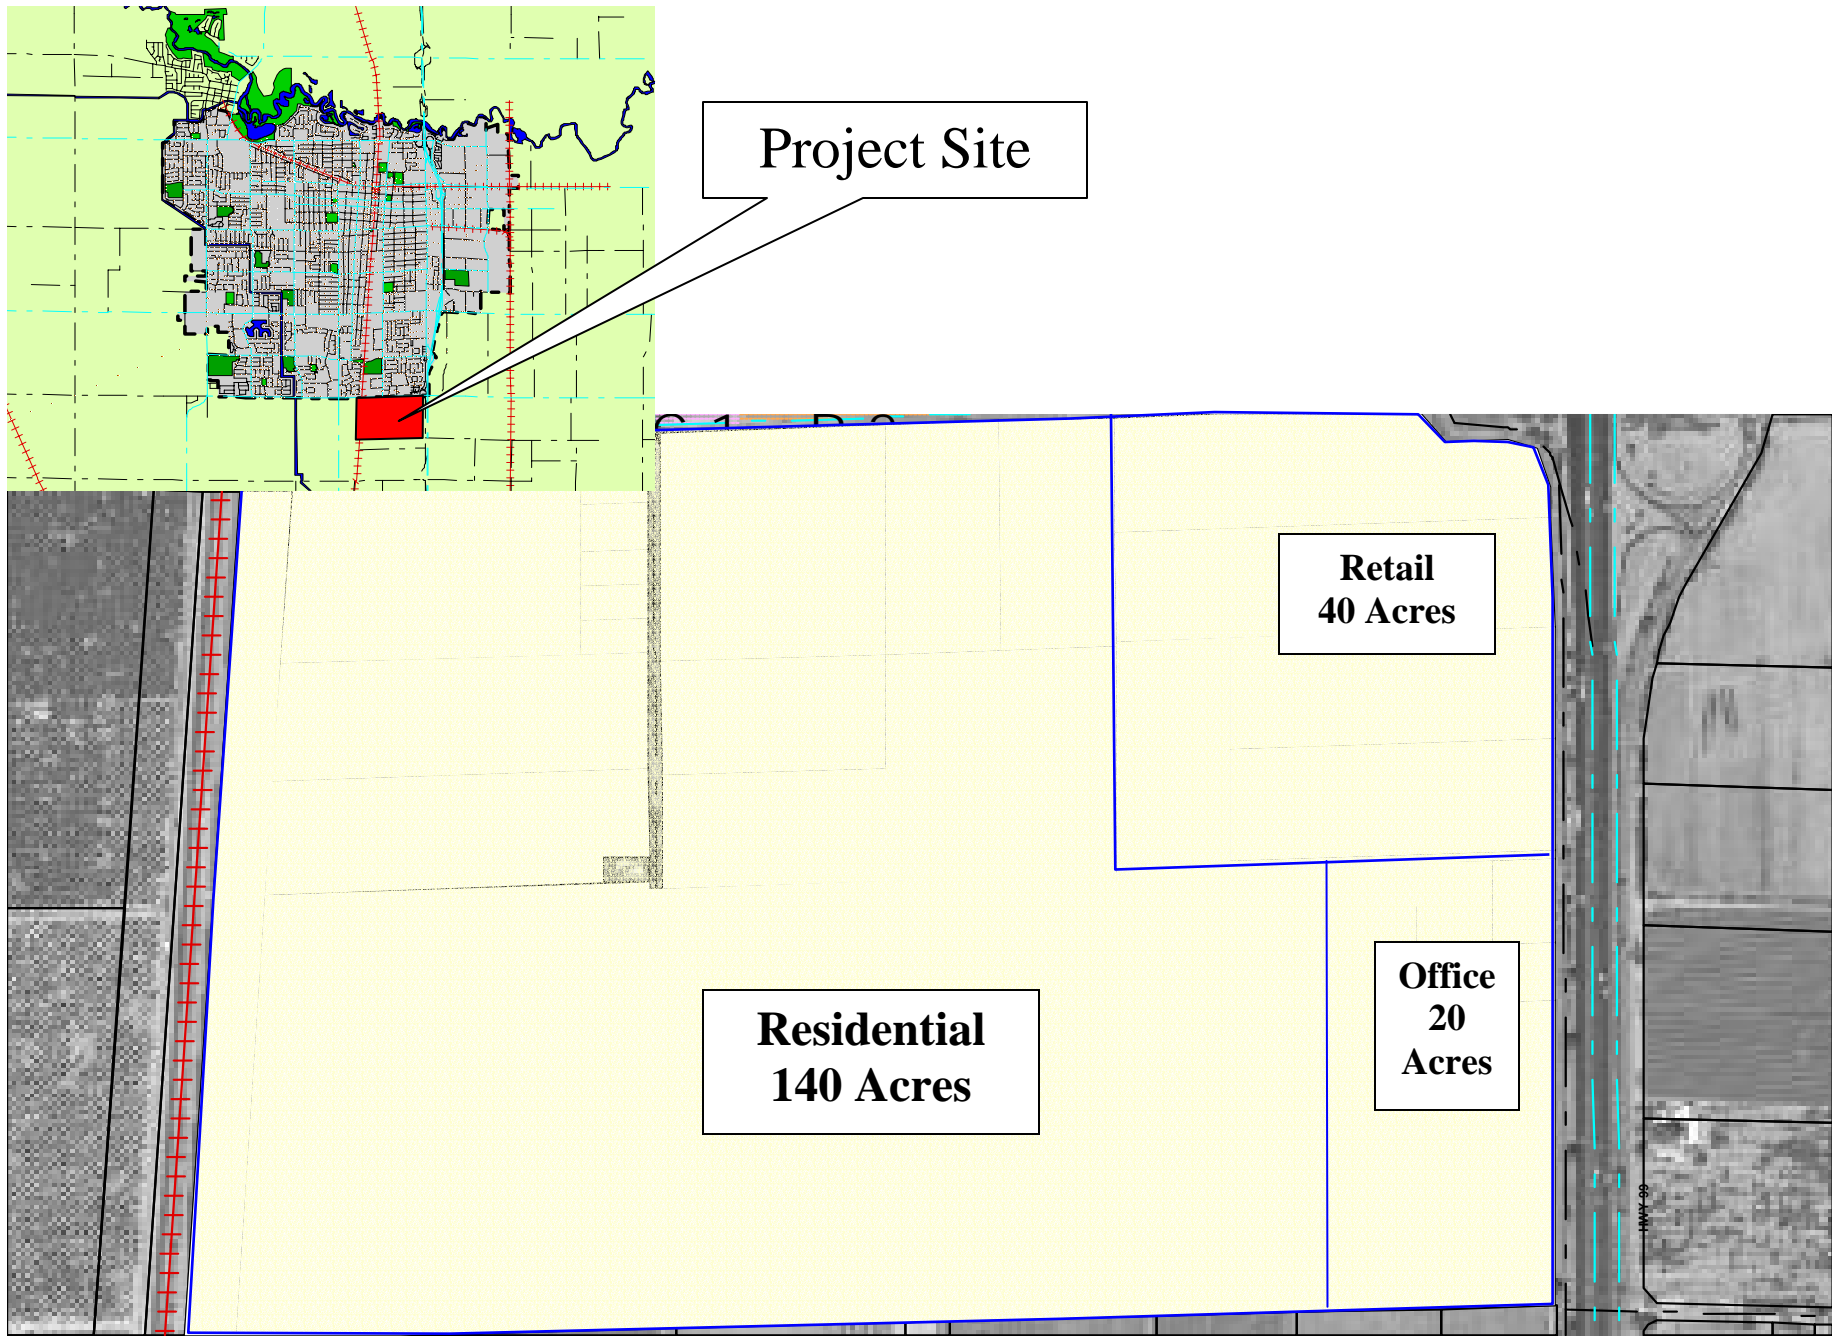 Project Site
Retail
40 Acres
Office
20
Acres
Residential
140 Acres
HWY 99